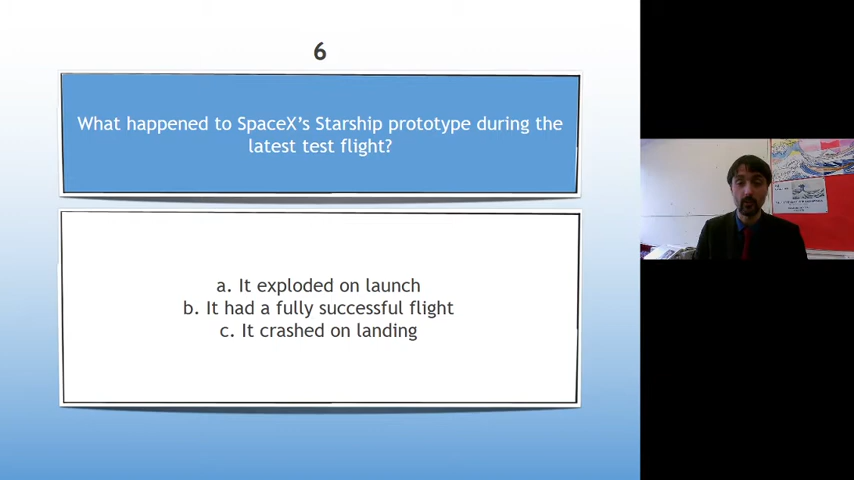 6
What happened to SpaceX’s Starship prototype during the
latest test flight?
a. It exploded on launch
b. It had a fully successful flight
c. It crashed on landing